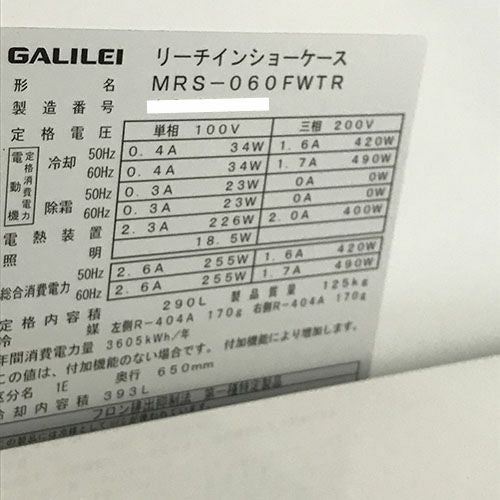 GALILEI リーチインショーケース
形名 MRS-060FWTR
製造番号
定格電圧 単相 100V 三相 200V
電動機 定格消費電力 冷却 50Hz 0.4A 34W 1.6A 420W
60Hz 0.4A 34W 1.7A 490W
除霜 50Hz 0.3A 23W 0A 0W
60Hz 0.3A 23W 0A 0W
電熱装置 2.3A 226W 2.0A 400W
照明 18.5W
総合消費電力 50Hz 2.6A 255W 1.6A 420W
60Hz 2.6A 255W 1.7A 490W
定格内容積 290L 製品質量 125kg
冷媒 左側R-404A 170g 右側R-404A 170g
年間消費電力量 3605kWh/年
この値は、付加機能のない場合です。付加機能により増加します。
区分名 1E 奥行 650mm
冷却内容積 393L
フロン排出抑制法 第一種特定製品